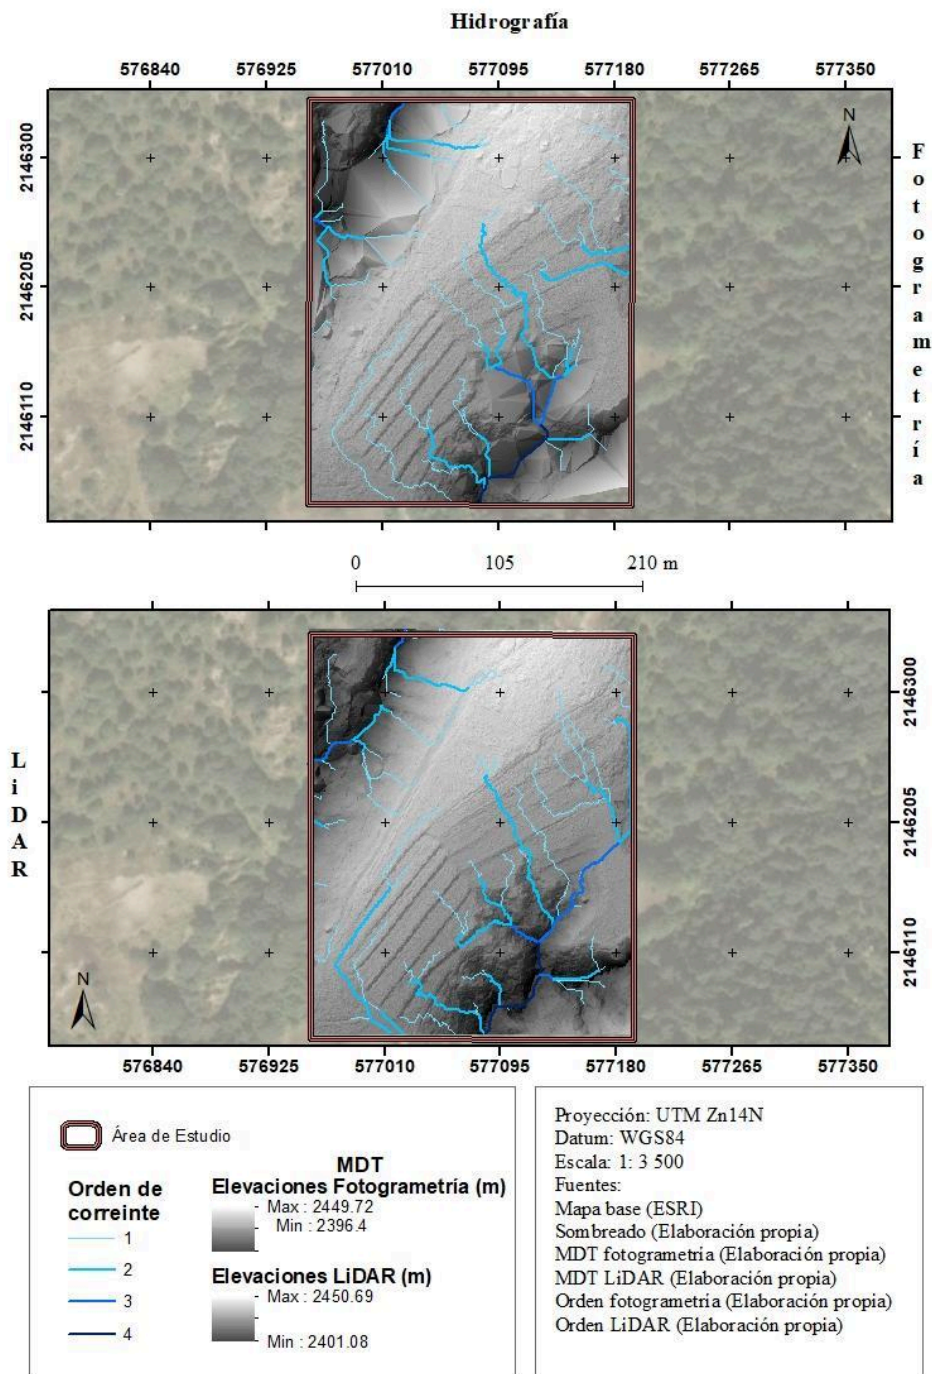 Hidrografía
576840 576925 577010 577095 577180 577265 577350
2146300
2146205
2146110
N
Fotogrametría
0 105 210 m
LiDAR
N
2146300
2146205
2146110
576840 576925 577010 577095 577180 577265 577350
Área de Estudio
Orden de
correinte
1
2
3
4
MDT
Elevaciones Fotogrametría (m)
Max : 2449.72
Min : 2396.4
Elevaciones LiDAR (m)
Max : 2450.69
Min : 2401.08
Proyección: UTM Zn14N
Datum: WGS84
Escala: 1: 3 500
Fuentes:
Mapa base (ESRI)
Sombreado (Elaboración propia)
MDT fotogrametria (Elaboración propia)
MDT LiDAR (Elaboración propia)
Orden fotogrametría (Elaboración propia)
Orden LiDAR (Elaboración propia)